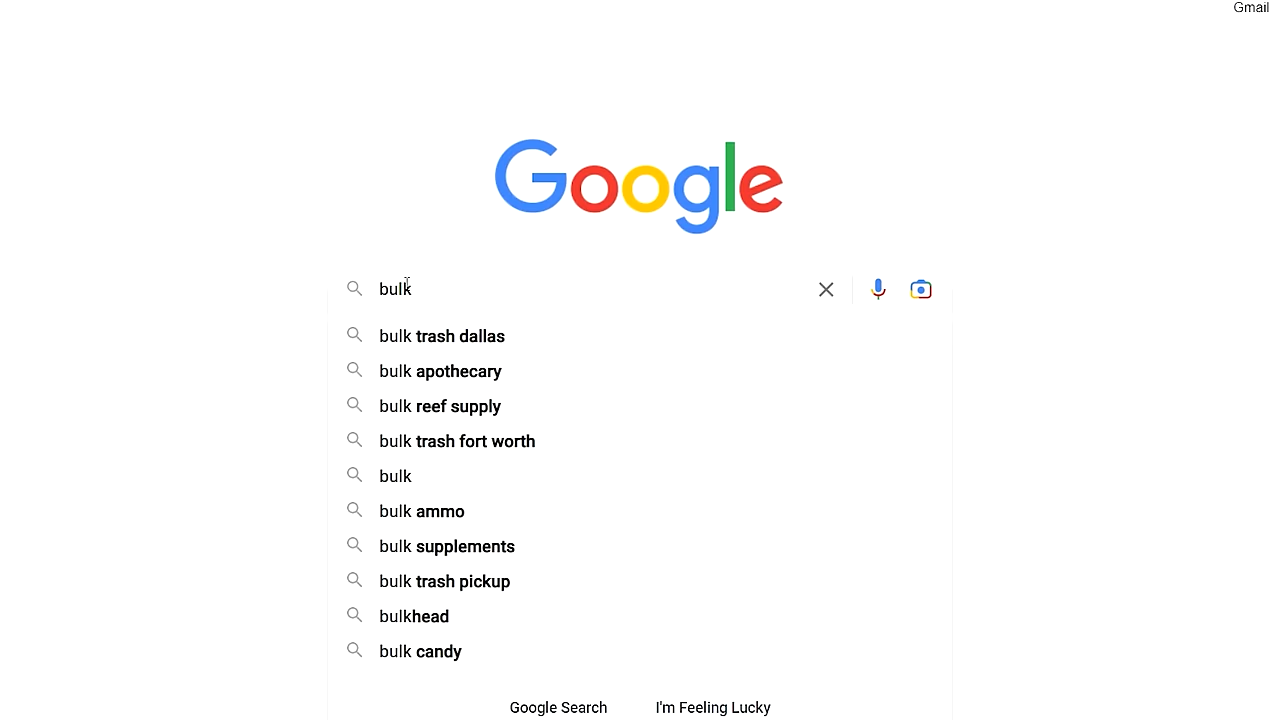 Gmail
Google
bulk
bulk trash dallas
bulk apothecary
bulk reef supply
bulk trash fort worth
bulk
bulk ammo
bulk supplements
bulk trash pickup
bulkhead
bulk candy
Google Search I'm Feeling Lucky